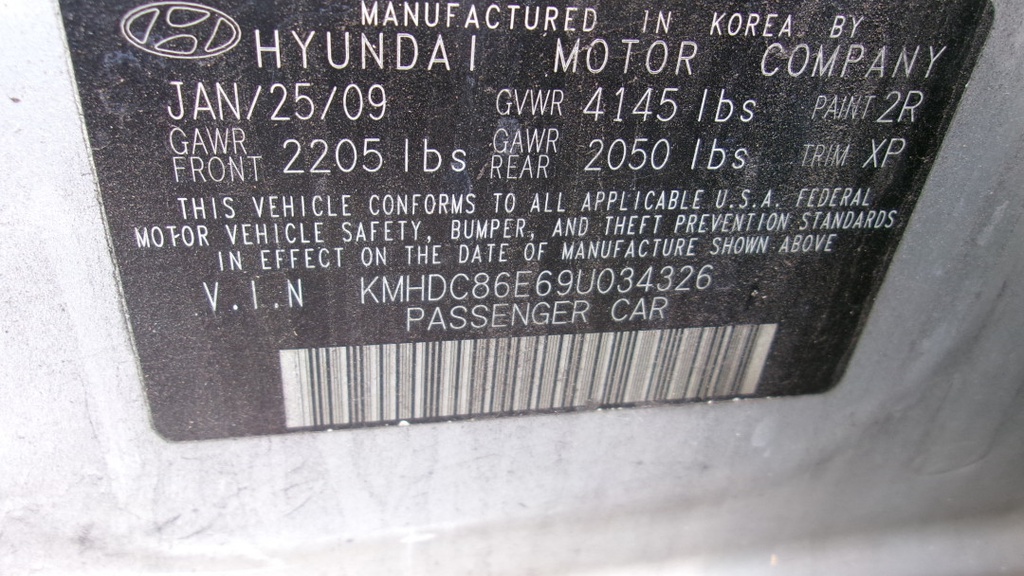 MANUFACTURED IN KOREA BY
HYUNDAI MOTOR COMPANY
JAN/25/09 GVWR 4145 lbs PAINT 2R
GAWR FRONT 2205 lbs GAWR REAR 2050 lbs TRIM XP
THIS VEHICLE CONFORMS TO ALL APPLICABLE U.S.A. FEDERAL
MOTOR VEHICLE SAFETY, BUMPER, AND THEFT PREVENTION STANDARDS
IN EFFECT ON THE DATE OF MANUFACTURE SHOWN ABOVE
V.I.N KMHDC86E69U034326
PASSENGER CAR